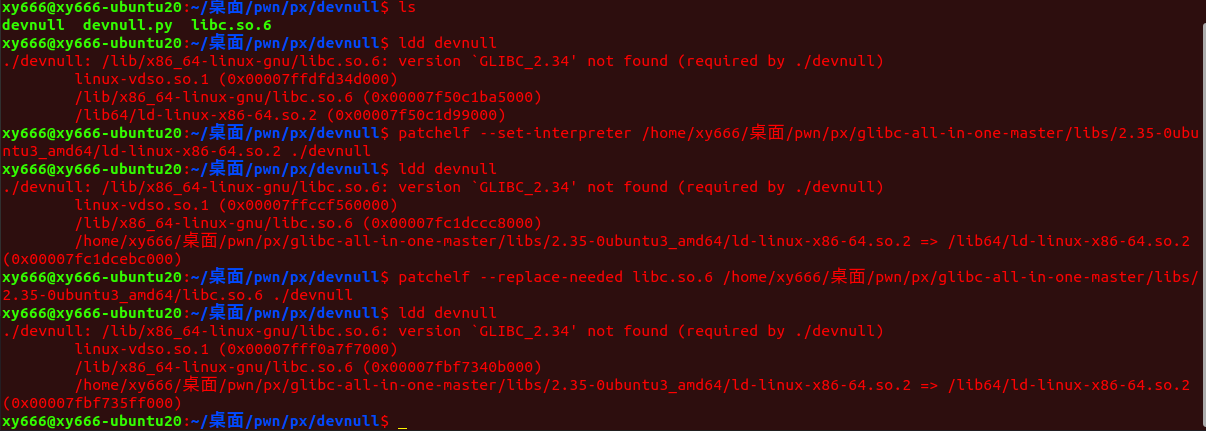 xy666@xy666-ubuntu20:~/桌面/pwn/px/devnull$ ls
devnull  devnull.py  libc.so.6
xy666@xy666-ubuntu20:~/桌面/pwn/px/devnull$ ldd devnull
./devnull: /lib/x86_64-linux-gnu/libc.so.6: version `GLIBC_2.34' not found (required by ./devnull)
        linux-vdso.so.1 (0x00007ffdfd34d000)
        /lib/x86_64-linux-gnu/libc.so.6 (0x00007f50c1ba5000)
        /lib64/ld-linux-x86-64.so.2 (0x00007f50c1d99000)
xy666@xy666-ubuntu20:~/桌面/pwn/px/devnull$ patchelf --set-interpreter /home/xy666/桌面/pwn/px/glibc-all-in-one-master/libs/2.35-0ubu
ntu3_amd64/ld-linux-x86-64.so.2 ./devnull
xy666@xy666-ubuntu20:~/桌面/pwn/px/devnull$ ldd devnull
./devnull: /lib/x86_64-linux-gnu/libc.so.6: version `GLIBC_2.34' not found (required by ./devnull)
        linux-vdso.so.1 (0x00007ffccf560000)
        /lib/x86_64-linux-gnu/libc.so.6 (0x00007fc1dccc8000)
        /home/xy666/桌面/pwn/px/glibc-all-in-one-master/libs/2.35-0ubuntu3_amd64/ld-linux-x86-64.so.2 => /lib64/ld-linux-x86-64.so.2
(0x00007fc1dcebc000)
xy666@xy666-ubuntu20:~/桌面/pwn/px/devnull$ patchelf --replace-needed libc.so.6 /home/xy666/桌面/pwn/px/glibc-all-in-one-master/libs/
2.35-0ubuntu3_amd64/libc.so.6 ./devnull
xy666@xy666-ubuntu20:~/桌面/pwn/px/devnull$ ldd devnull
./devnull: /lib/x86_64-linux-gnu/libc.so.6: version `GLIBC_2.34' not found (required by ./devnull)
        linux-vdso.so.1 (0x00007fff0a7f7000)
        /lib/x86_64-linux-gnu/libc.so.6 (0x00007fbf7340b000)
        /home/xy666/桌面/pwn/px/glibc-all-in-one-master/libs/2.35-0ubuntu3_amd64/ld-linux-x86-64.so.2 => /lib64/ld-linux-x86-64.so.2
(0x00007fbf735ff000)
xy666@xy666-ubuntu20:~/桌面/pwn/px/devnull$ _